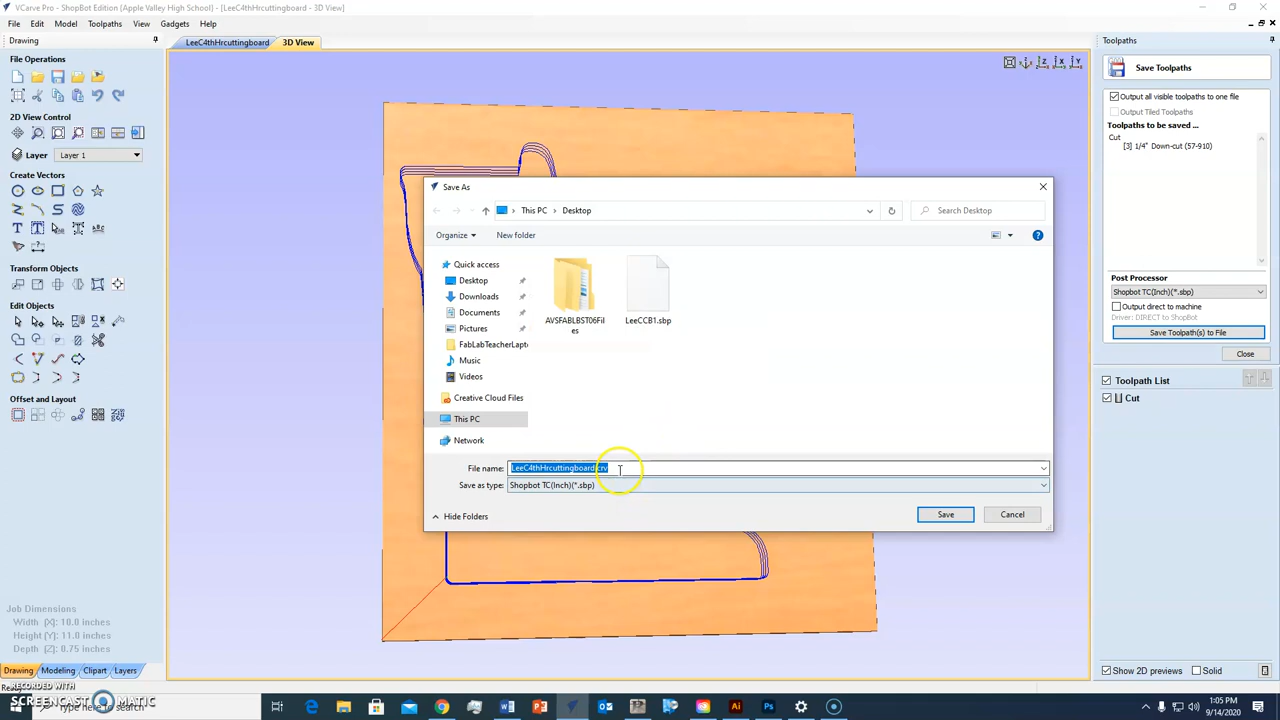 VCarve Pro - ShopBot Edition (Apple Valley High School) - [LeeC4thHrcuttingboard - 3D View]
File Edit Model Toolpaths View Gadgets Help
Drawing
File Operations
2D View Control
Layer Layer 1
Create Vectors
Transform Objects
Edit Objects
Offset and Layout
Job Dimensions
Width (X): 10.0 inches
Height (Y): 11.0 inches
Depth (Z): 0.75 inches
Drawing Modeling Clipart Layers
Ready
LeeC4thHrcuttingboard 3D View
Save As
This PC › Desktop
Search Desktop
Organize New folder
Quick access
Desktop
Downloads
Documents
Pictures
FabLabTeacherLapt
Music
Videos
Creative Cloud Files
This PC
Network
AVSFABLBST06Fil
es
LeeCCB1.sbp
File name: LeeC4thHrcuttingboard.crv
Save as type: Shopbot TC(Inch)(*.sbp)
Hide Folders
Save Cancel
Toolpaths
Save Toolpaths
Output all visible toolpaths to one file
Output Tiled Toolpaths
Toolpaths to be saved ...
Cut
[3] 1/4" Down-cut (57-910)
Post Processor
Shopbot TC(Inch)(*.sbp)
Output direct to machine
Driver: DIRECT to ShopBot
Save Toolpath(s) to File
Close
Toolpath List
Cut
Show 2D previews Solid
RECORDED WITH
SCREENCAST MATIC
Type here to search
1:05 PM
9/14/2020